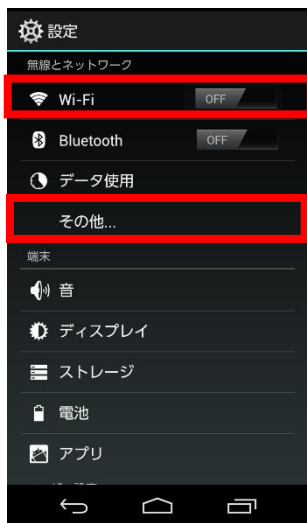 設定
無線とネットワーク
Wi-Fi OFF
Bluetooth OFF
データ使用
その他...
端末
音
ディスプレイ
ストレージ
電池
アプリ